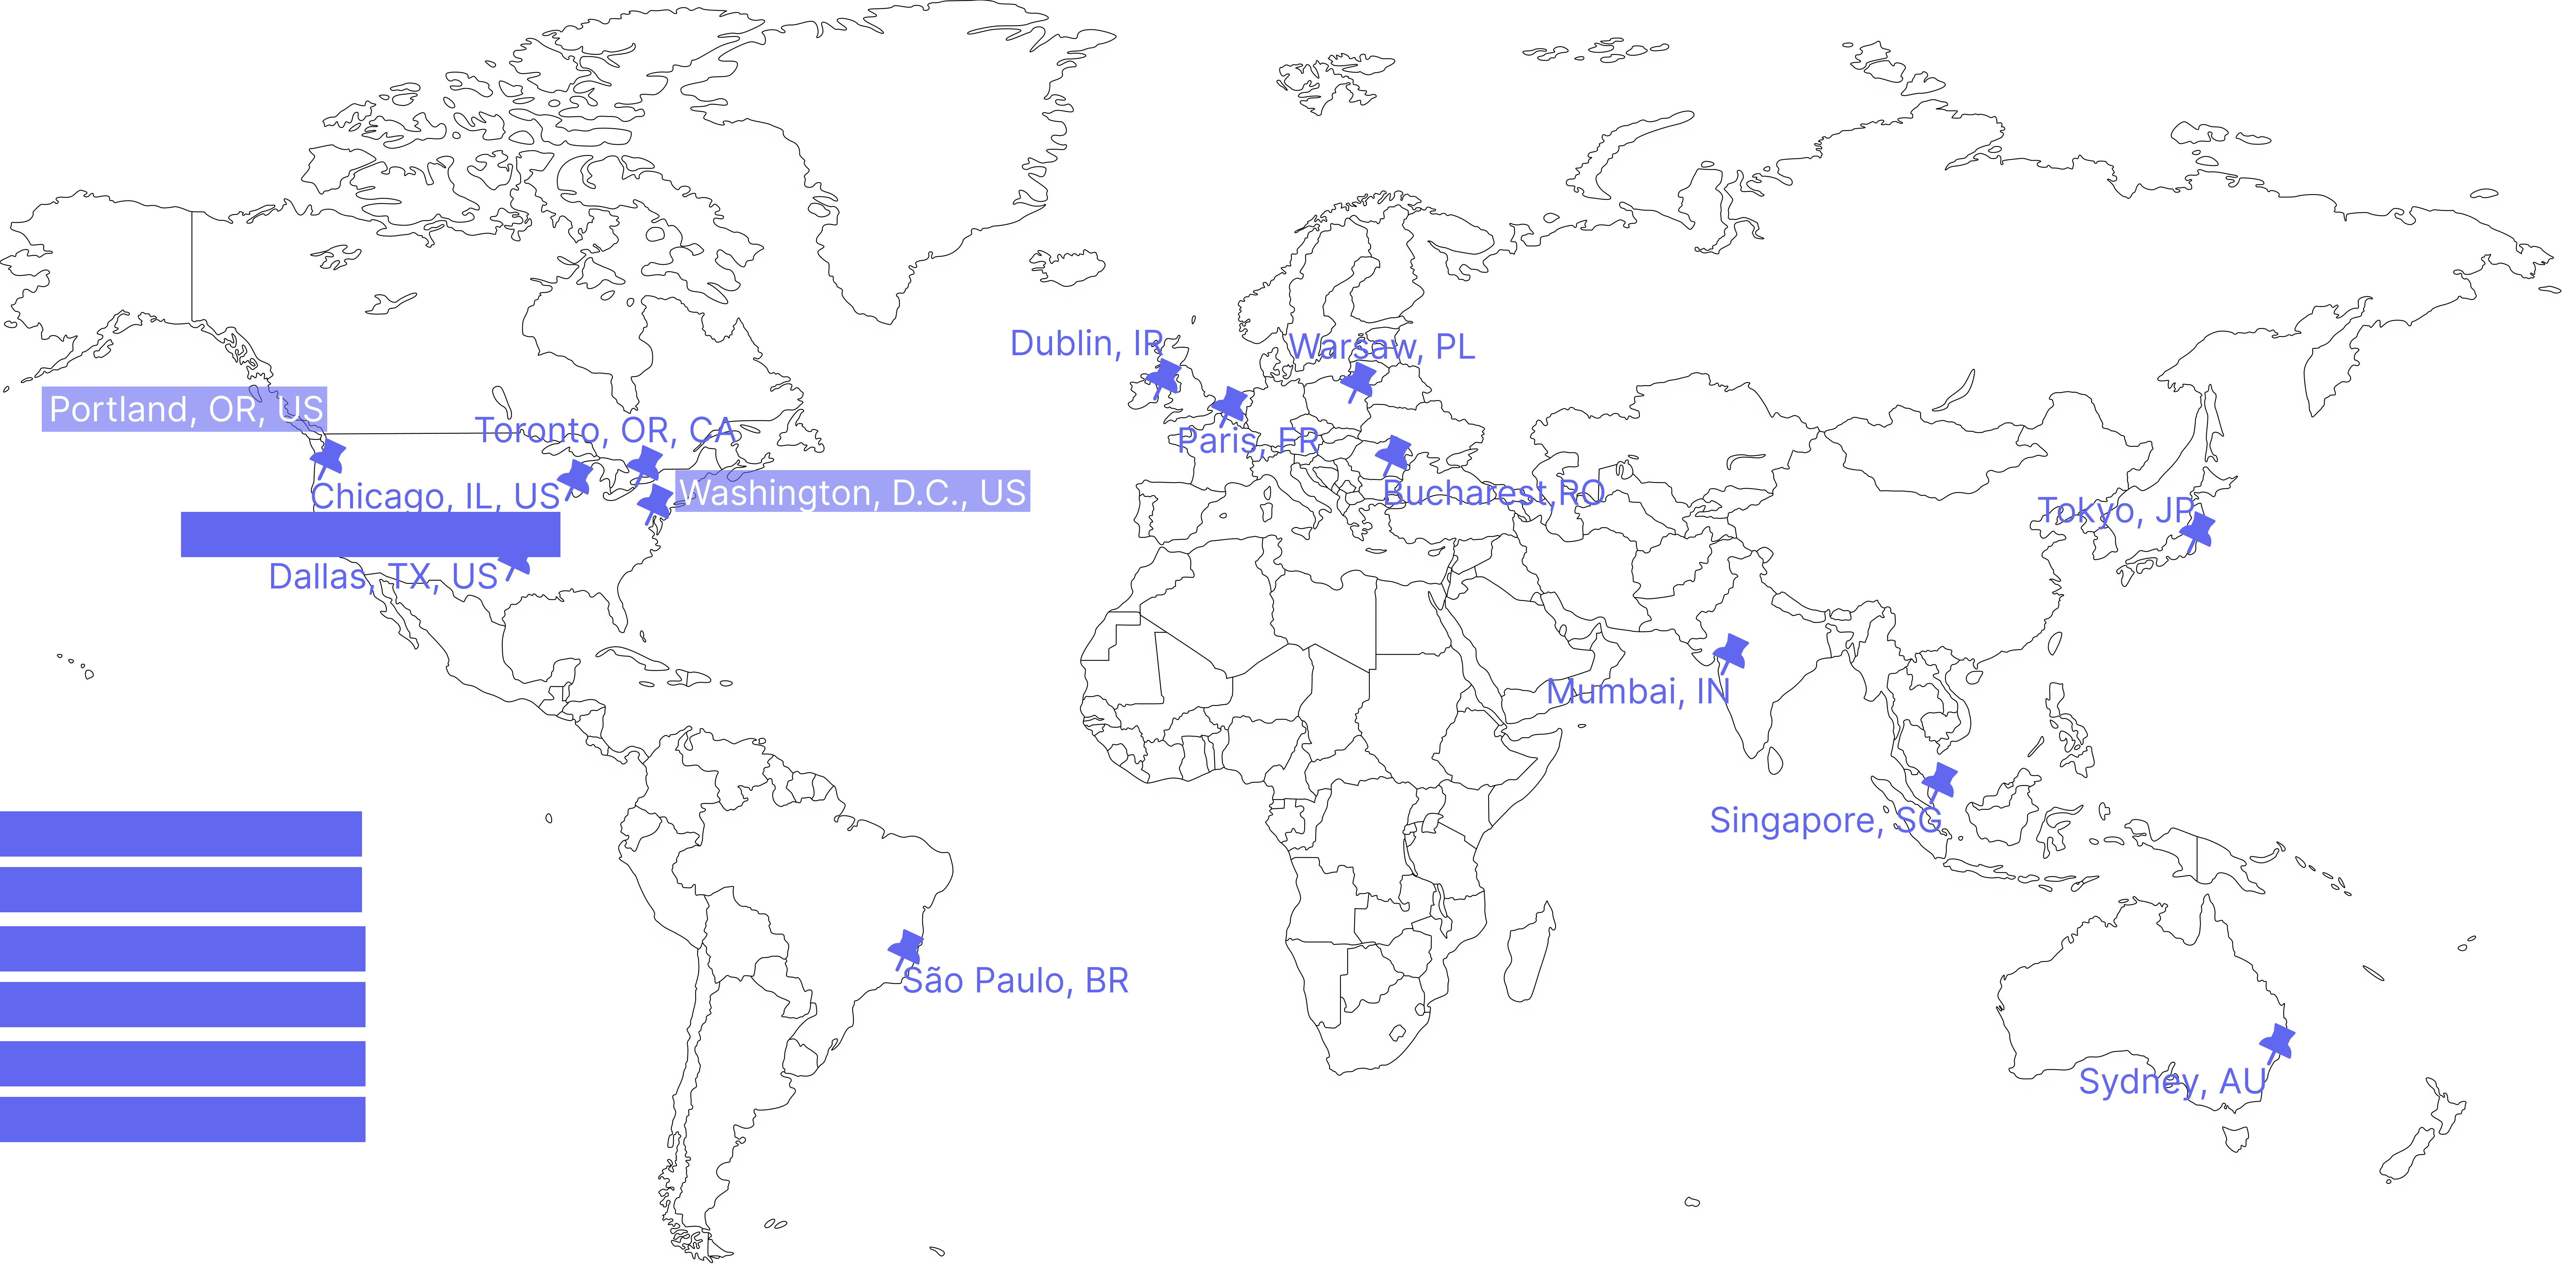 Dublin, IR
Warsaw, PL
Portland, OR, US
Toronto, OR, CA
Paris, FR
Chicago, IL, US
Washington, D.C., US
Bucharest,RO
Tokyo, JP
Dallas, TX, US
Mumbai, IN
Singapore, SG
São Paulo, BR
Sydney, AU